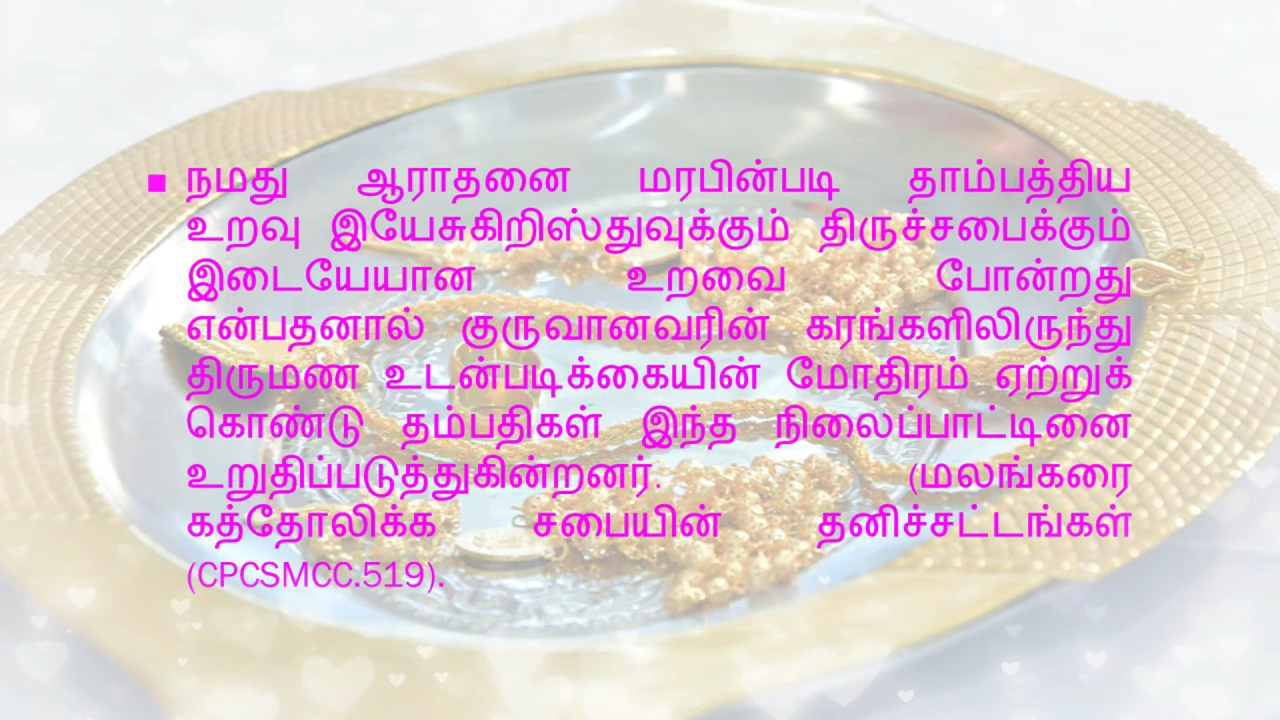 ▪ நமது ஆராதனை மரபின்படி தாம்பத்திய
உறவு இயேசுகிறிஸ்துவுக்கும் திருச்சபைக்கும்
இடையேயான உறவை போன்றது
என்பதனால் குருவானவரின் கரங்களிலிருந்து
திருமண உடன்படிக்கையின் மோதிரம் ஏற்றுக்
கொண்டு தம்பதிகள் இந்த நிலைப்பாட்டினை
உறுதிப்படுத்துகின்றனர். (மலங்கரை
கத்தோலிக்க சபையின் தனிச்சட்டங்கள்
(CPCSMCC.519).